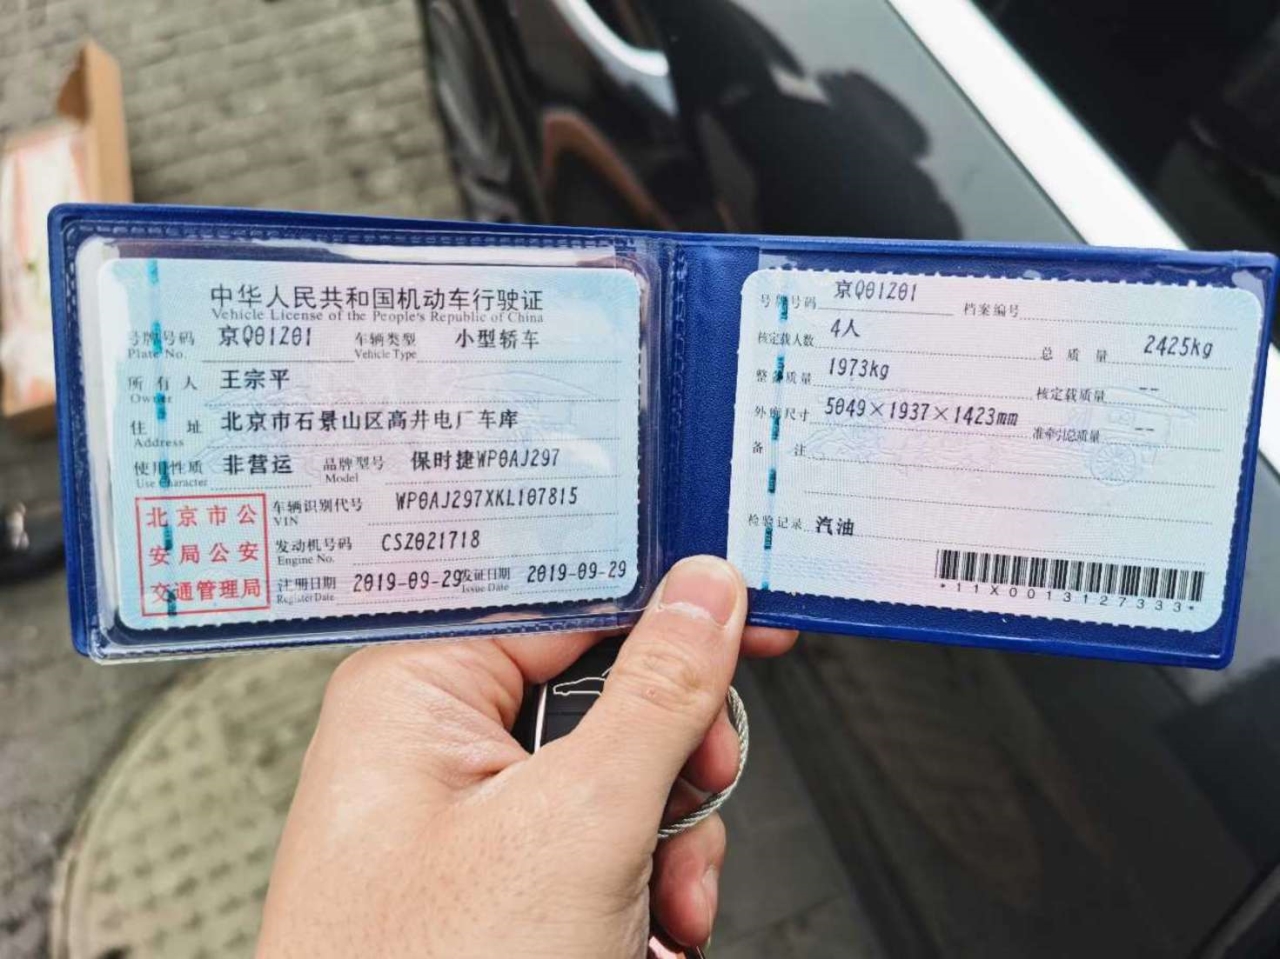 中华人民共和国机动车行驶证
Vehicle License of the People's Republic of China
号牌号码 京Q01Z01 车辆类型 小型轿车
Plate No. Vehicle Type
所有人 王宗平
Owner
住址 北京市石景山区高井电厂车库
Address
使用性质 非营运 品牌型号 保时捷WP0AJ297
Use Character Model
北京市公
安局公安
交通管理局
车辆识别代号 WP0AJ297XKL107815
VIN
发动机号码 CSZ021718
Engine No.
注册日期 2019-09-29 发证日期 2019-09-29
Register Date Issue Date
号牌号码 京Q01Z01 档案编号
核定载人数 4人 总质量 2425kg
整备质量 1973kg 核定载质量 --
外廓尺寸 5049×1937×1423mm 准牵引总质量 --
备注
检验记录 汽油
*11X0013127333*